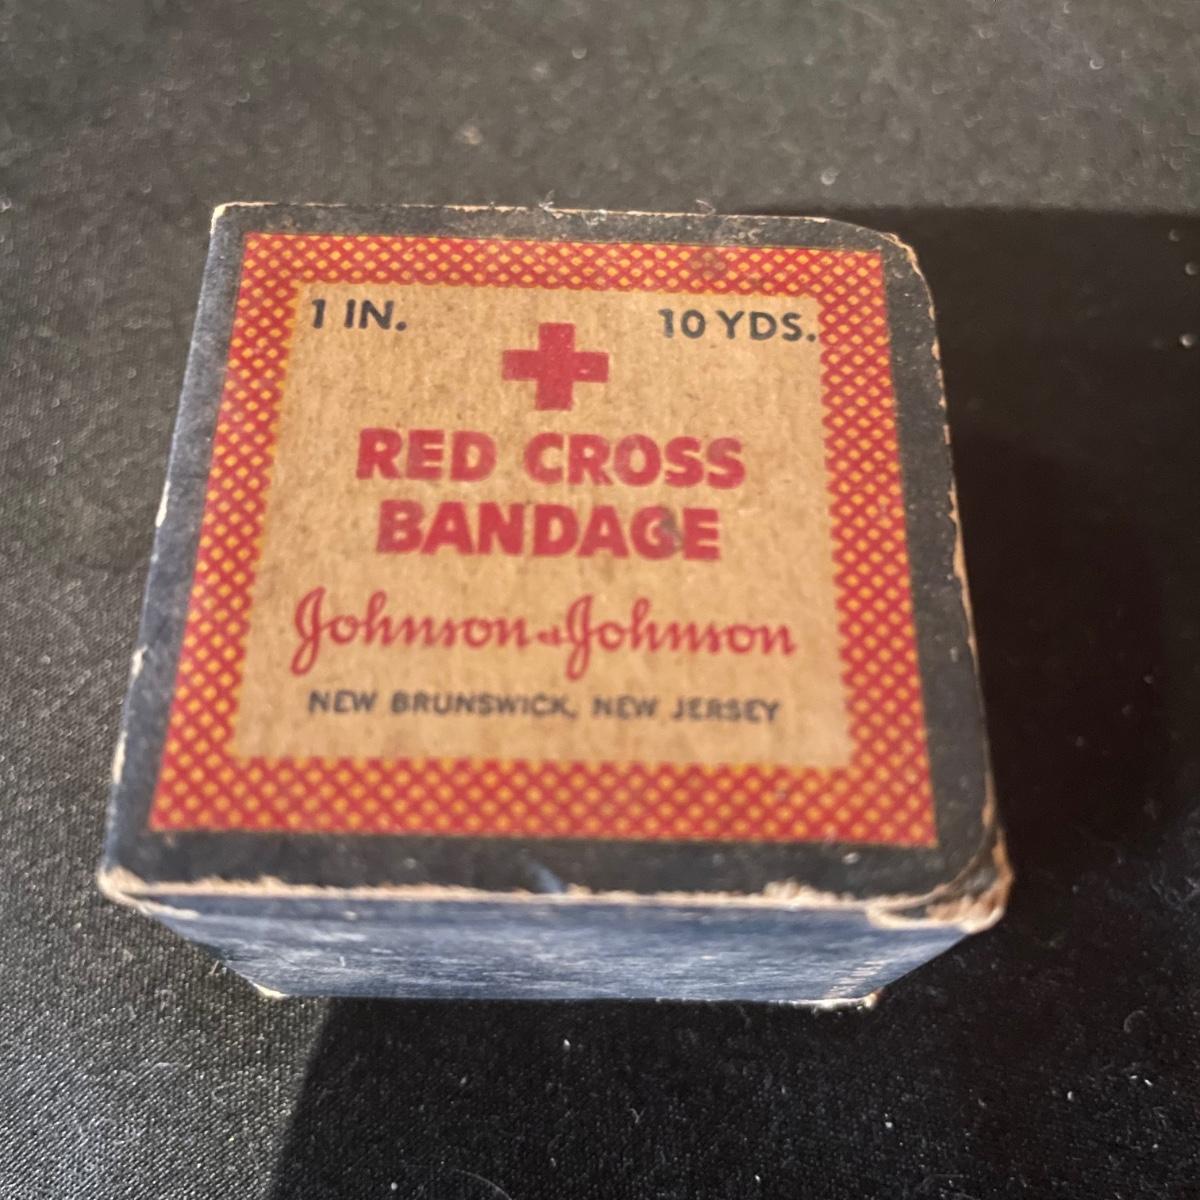 1 IN. 10 YDS.
RED CROSS
BANDAGE
Johnson & Johnson
NEW BRUNSWICK, NEW JERSEY